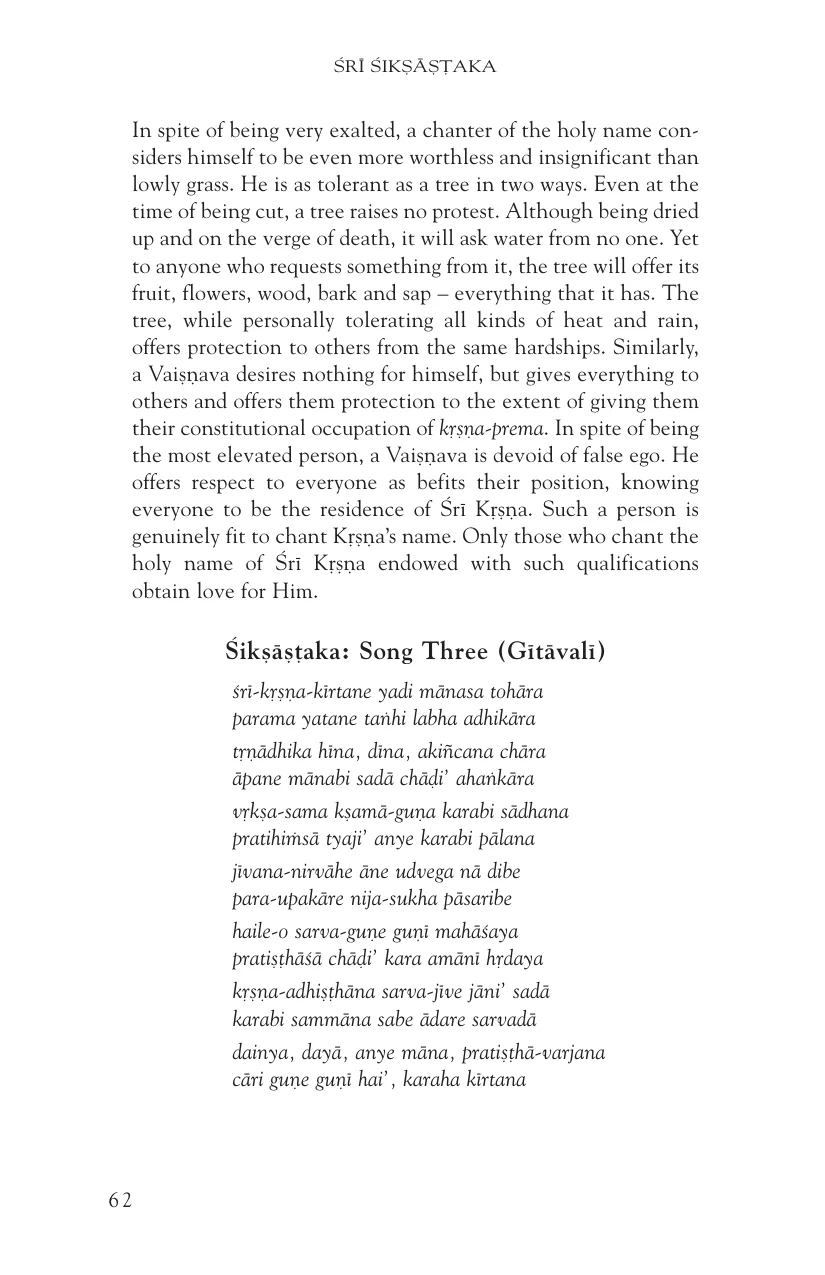 ŚRĪ ŚIKṢĀṢṬAKA
In spite of being very exalted, a chanter of the holy name con-
siders himself to be even more worthless and insignificant than
lowly grass. He is as tolerant as a tree in two ways. Even at the
time of being cut, a tree raises no protest. Although being dried
up and on the verge of death, it will ask water from no one. Yet
to anyone who requests something from it, the tree will offer its
fruit, flowers, wood, bark and sap – everything that it has. The
tree, while personally tolerating all kinds of heat and rain,
offers protection to others from the same hardships. Similarly,
a Vaiṣṇava desires nothing for himself, but gives everything to
others and offers them protection to the extent of giving them
their constitutional occupation of kṛṣṇa-prema. In spite of being
the most elevated person, a Vaiṣṇava is devoid of false ego. He
offers respect to everyone as befits their position, knowing
everyone to be the residence of Śrī Kṛṣṇa. Such a person is
genuinely fit to chant Kṛṣṇa’s name. Only those who chant the
holy name of Śrī Kṛṣṇa endowed with such qualifications
obtain love for Him.
Śikṣāṣṭaka: Song Three (Gītāvalī)
śrī-kṛṣṇa-kīrtane yadi mānasa tohāra
parama yatane taṅhi labha adhikāra
tṛṇādhika hīna, dīna, akiñcana chāra
āpane mānabi sadā chāḍi’ ahaṅkāra
vṛkṣa-sama kṣamā-guṇa karabi sādhana
pratihiṁsā tyaji’ anye karabi pālana
jīvana-nirvāhe āne udvega nā dibe
para-upakāre nija-sukha pāsaribe
haile-o sarva-guṇe guṇī mahāśaya
pratiṣṭhāśā chāḍi’ kara amānī hṛdaya
kṛṣṇa-adhiṣṭhāna sarva-jīve jāni’ sadā
karabi sammāna sabe ādare sarvadā
dainya, dayā, anye māna, pratiṣṭhā-varjana
cāri guṇe guṇī hai’, karaha kīrtana
62